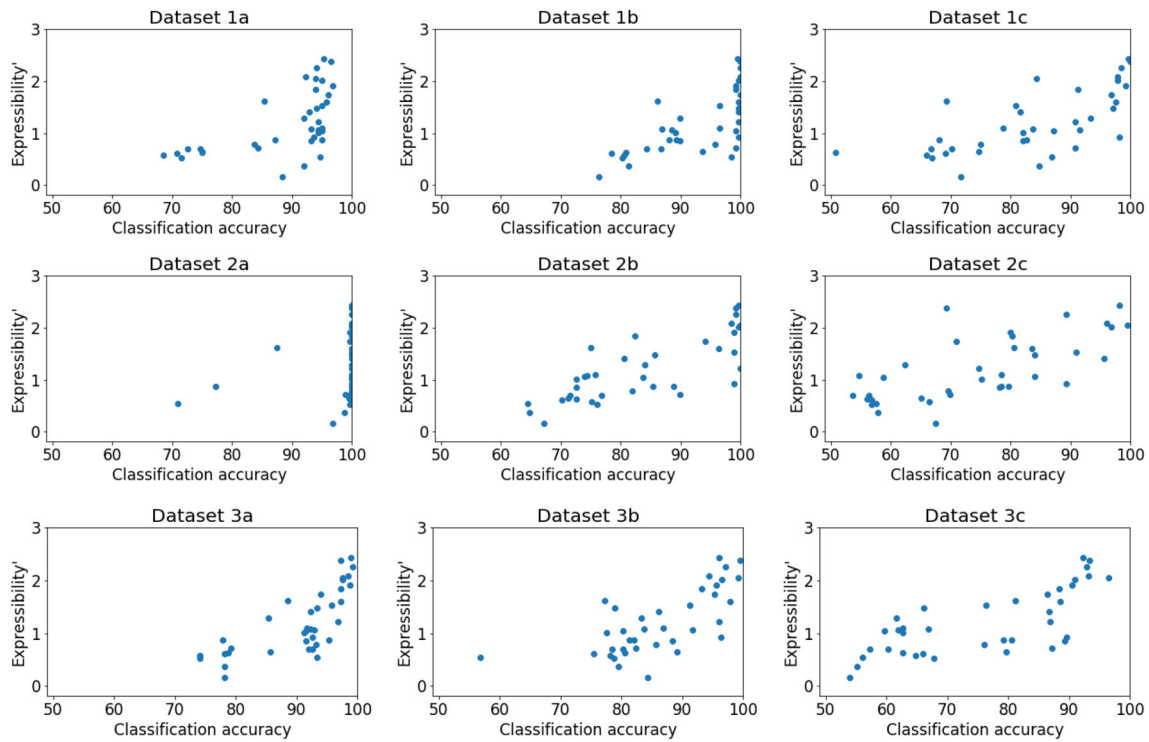 Dataset 1a
Dataset 1b
Dataset 1c
3
2
1
0
Expressibility'
50 60 70 80 90 100
Classification accuracy
3
2
1
0
Expressibility'
50 60 70 80 90 100
Classification accuracy
3
2
1
0
Expressibility'
50 60 70 80 90 100
Classification accuracy
Dataset 2a
Dataset 2b
Dataset 2c
3
2
1
0
Expressibility'
50 60 70 80 90 100
Classification accuracy
3
2
1
0
Expressibility'
50 60 70 80 90 100
Classification accuracy
3
2
1
0
Expressibility'
50 60 70 80 90 100
Classification accuracy
Dataset 3a
Dataset 3b
Dataset 3c
3
2
1
0
Expressibility'
50 60 70 80 90 100
Classification accuracy
3
2
1
0
Expressibility'
50 60 70 80 90 100
Classification accuracy
3
2
1
0
Expressibility'
50 60 70 80 90 100
Classification accuracy